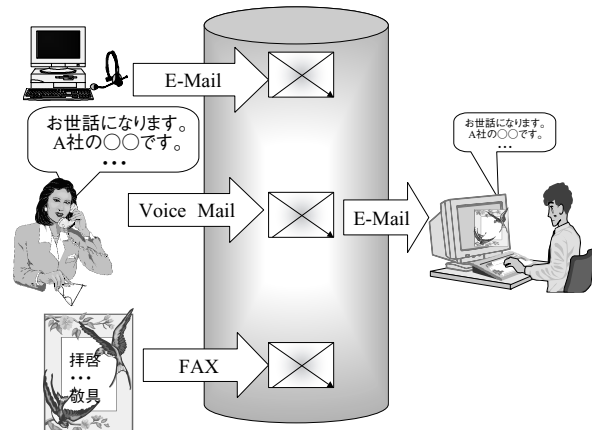 E-Mail
お世話になります。
A社の○○です。
・・・
Voice Mail
E-Mail
お世話になります。
A社の○○です。
・・・
FAX
拝啓
・・・
敬具